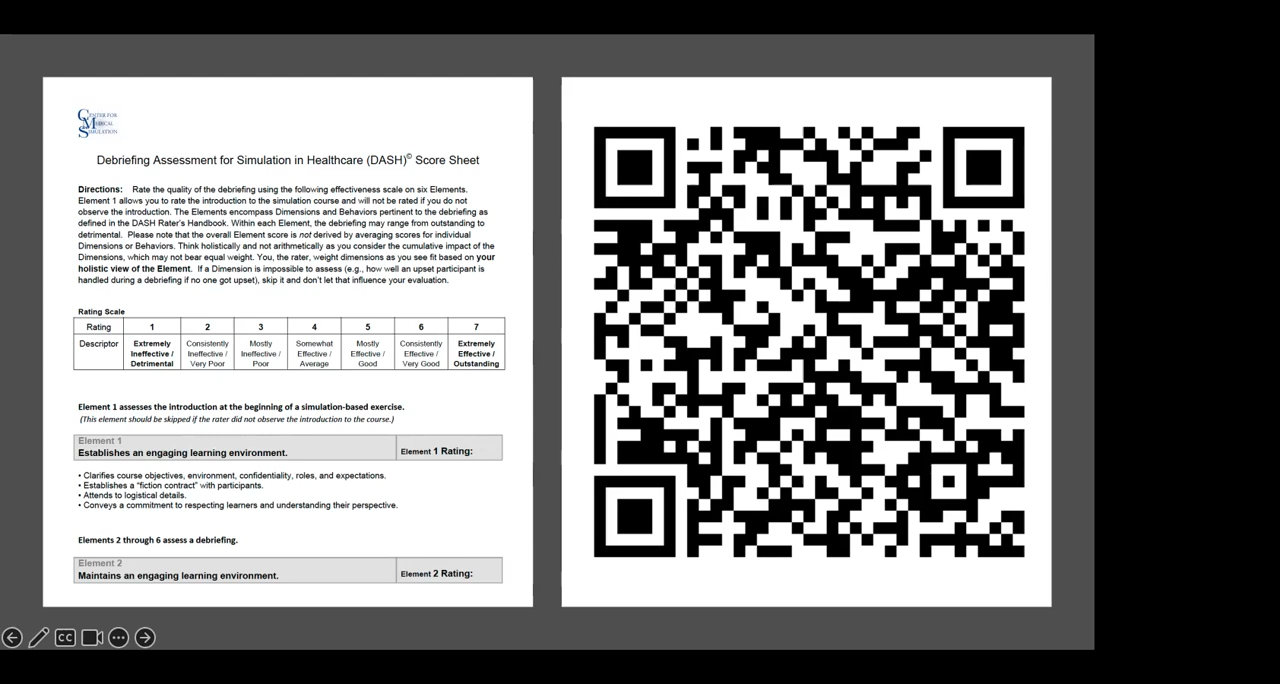 CENTER FOR
MEDICAL
SIMULATION
Debriefing Assessment for Simulation in Healthcare (DASH)© Score Sheet
Directions: Rate the quality of the debriefing using the following effectiveness scale on six Elements.
Element 1 allows you to rate the introduction to the simulation course and will not be rated if you do not
observe the introduction. The Elements encompass Dimensions and Behaviors pertinent to the debriefing as
defined in the DASH Rater's Handbook. Within each Element, the debriefing may range from outstanding to
detrimental. Please note that the overall Element score is not derived by averaging scores for individual
Dimensions or Behaviors. Think holistically and not arithmetically as you consider the cumulative impact of the
Dimensions, which may not bear equal weight. You, the rater, weight dimensions as you see fit based on your
holistic view of the Element. If a Dimension is impossible to assess (e.g., how well an upset participant is
handled during a debriefing if no one got upset), skip it and don't let that influence your evaluation.
Rating Scale
Rating 1 2 3 4 5 6 7
Descriptor Extremely Consistently Mostly Somewhat Mostly Consistently Extremely
Ineffective / Ineffective / Ineffective / Effective / Effective / Effective / Effective /
Detrimental Very Poor Poor Average Good Very Good Outstanding
Element 1 assesses the introduction at the beginning of a simulation-based exercise.
(This element should be skipped if the rater did not observe the introduction to the course.)
Element 1
Establishes an engaging learning environment. Element 1 Rating:
• Clarifies course objectives, environment, confidentiality, roles, and expectations.
• Establishes a "fiction contract" with participants.
• Attends to logistical details.
• Conveys a commitment to respecting learners and understanding their perspective.
Elements 2 through 6 assess a debriefing.
Element 2
Maintains an engaging learning environment. Element 2 Rating:
CC